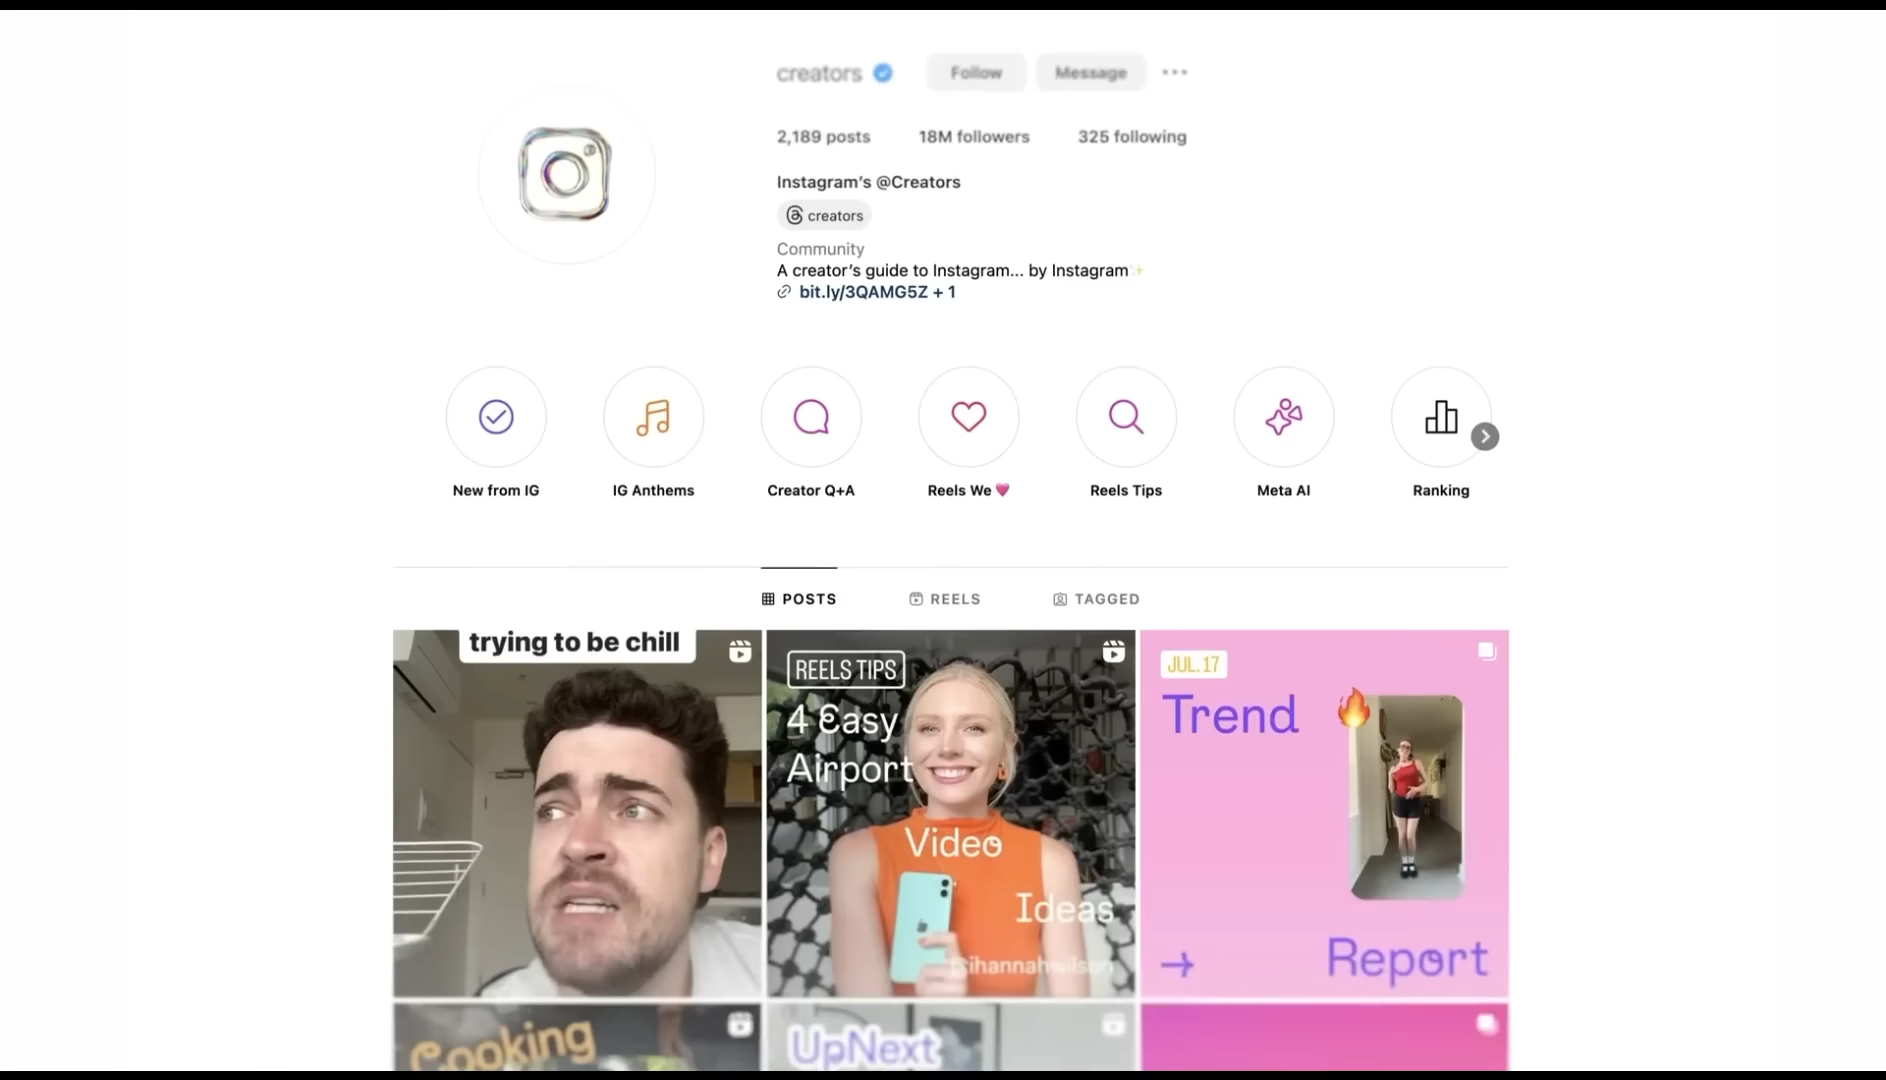 creators Follow Message
2,189 posts 18M followers 325 following
Instagram's @Creators
creators
Community
A creator's guide to Instagram... by Instagram✨
bit.ly/3QAMG5Z + 1
New from IG IG Anthems Creator Q+A Reels We 💗 Reels Tips Meta AI Ranking
POSTS REELS TAGGED
trying to be chill
REELS TIPS
4 Easy
Airport
Video
Ideas
JUL.17
Trend
Report
Cooking
UpNext